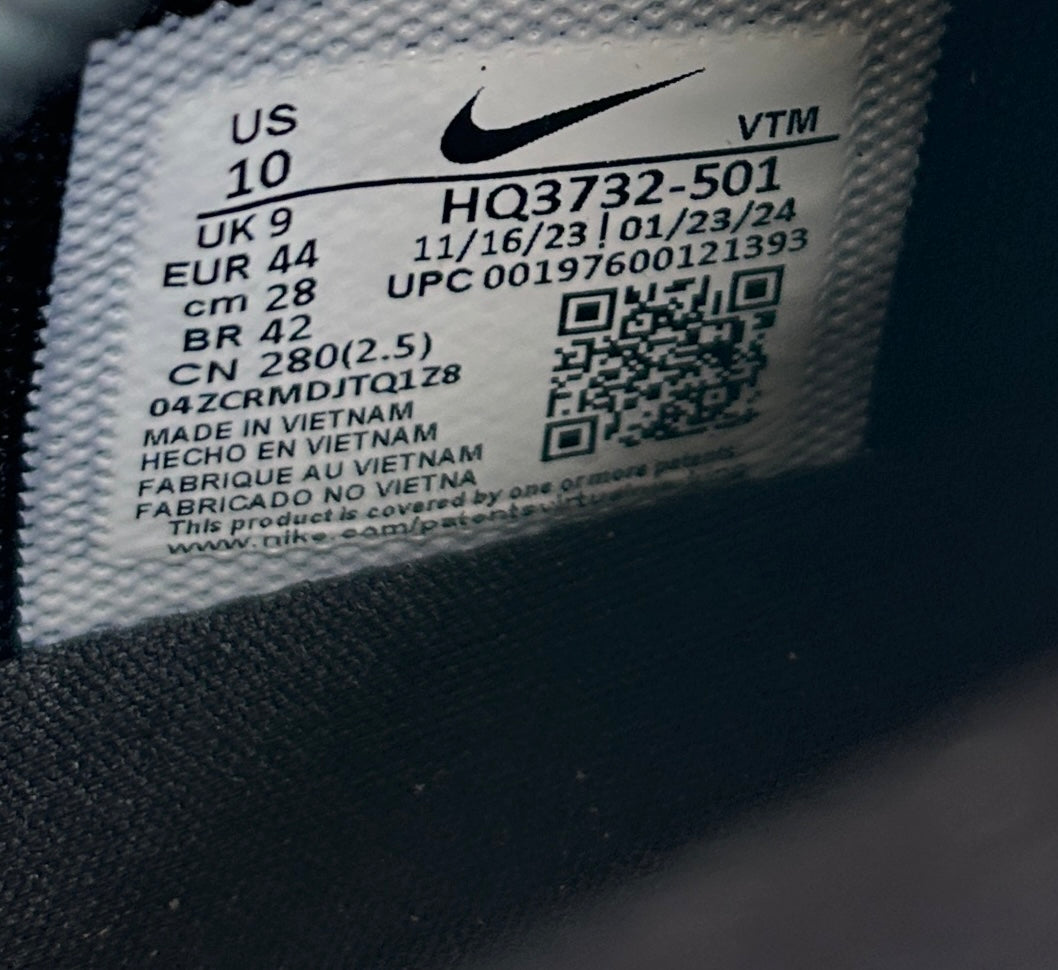 US
10
UK 9
EUR 44
cm 28
BR 42
CN 280(2.5)
04ZCRMDJTQ1Z8
MADE IN VIETNAM
HECHO EN VIETNAM
FABRIQUE AU VIETNAM
FABRICADO NO VIETNA
VTM
HQ3732-501
11/16/23 | 01/23/24
UPC 00197600121393
This product is covered by one or more patents
www.nike.com/patents